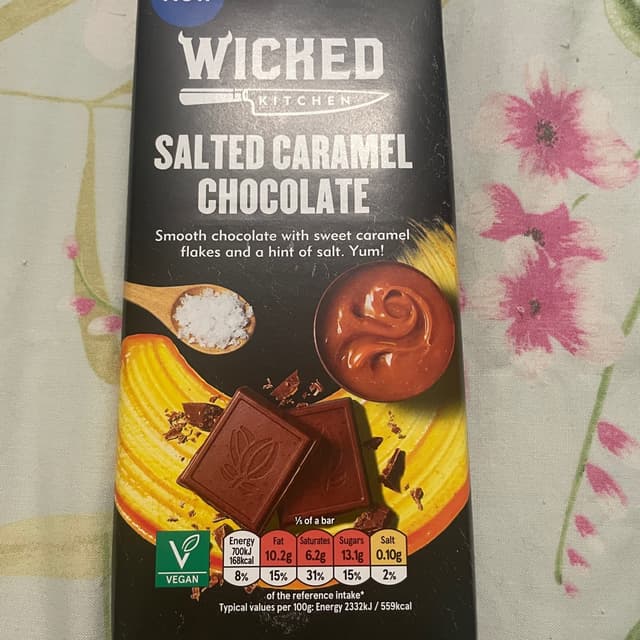 WICKED
KITCHEN
SALTED CARAMEL
CHOCOLATE
Smooth chocolate with sweet caramel
flakes and a hint of salt. Yum!
⅓ of a bar
Energy Fat Saturates Sugars Salt
700kJ
168kcal 10.2g 6.2g 13.1g 0.10g
8% 15% 31% 15% 2%
V
VEGAN
of the reference intake*
Typical values per 100g: Energy 2332kJ / 559kcal